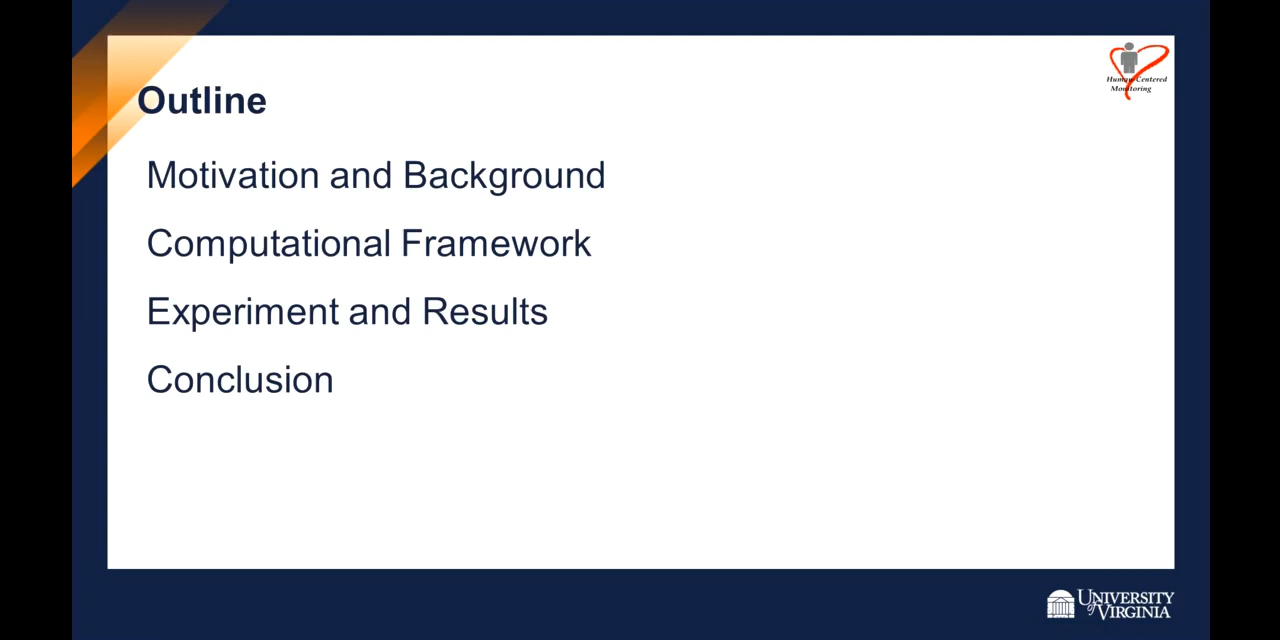 Outline
Human-Centered
Monitoring
Motivation and Background
Computational Framework
Experiment and Results
Conclusion
UNIVERSITY
of VIRGINIA